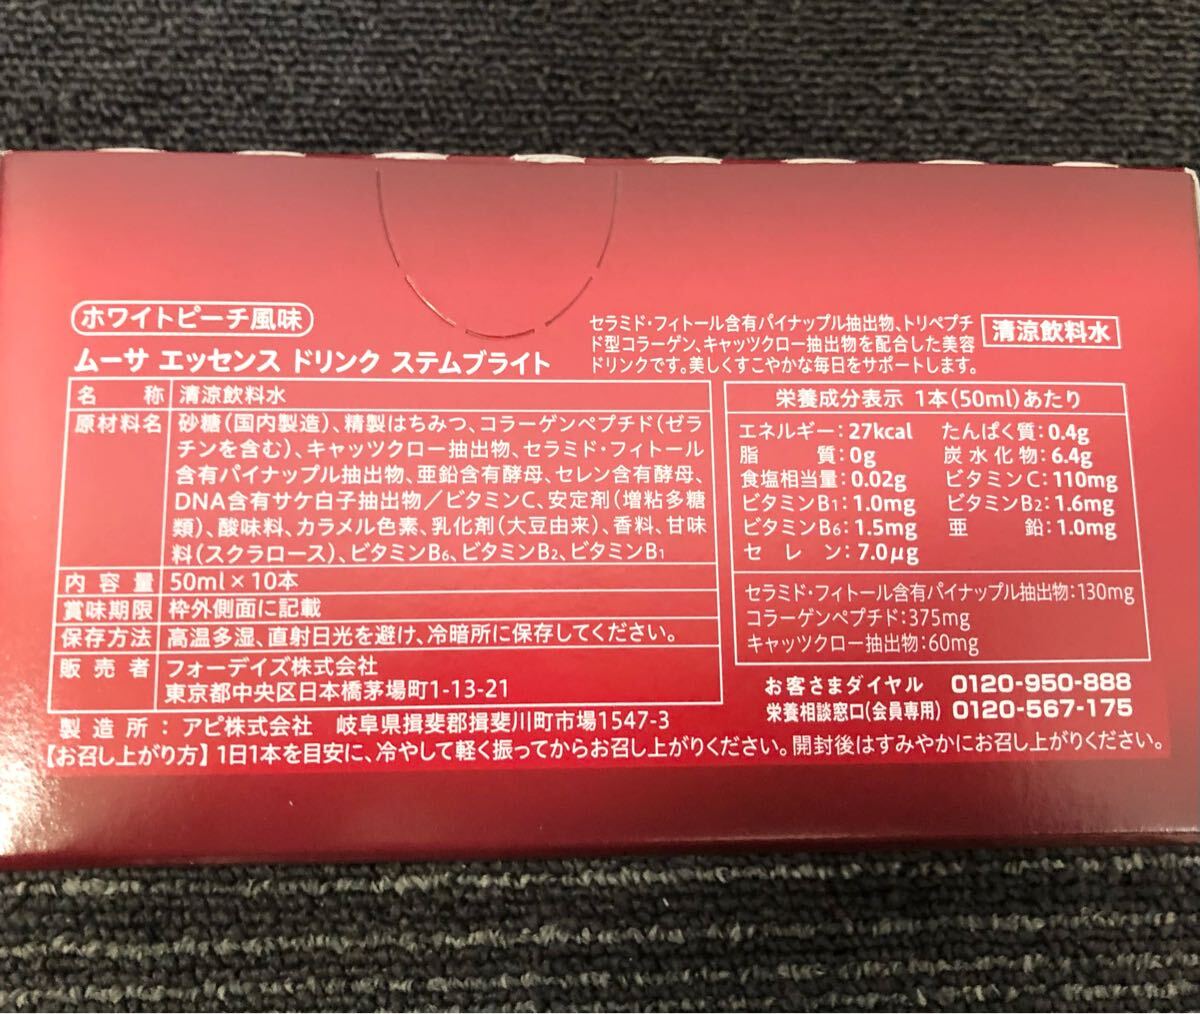 ホワイトピーチ風味
ムーサ エッセンス ドリンク ステムブライト
セラミド・フィトール含有パイナップル抽出物、トリペプチ
ド型コラーゲン、キャッツクロー抽出物を配合した美容
ドリンクです。美しくすこやかな毎日をサポートします。
清涼飲料水
名称 清涼飲料水
原材料名 砂糖(国内製造)、精製はちみつ、コラーゲンペプチド(ゼラ
チンを含む)、キャッツクロー抽出物、セラミド・フィトール
含有パイナップル抽出物、亜鉛含有酵母、セレン含有酵母、
DNA含有サケ白子抽出物/ビタミンC、安定剤(増粘多糖
類)、酸味料、カラメル色素、乳化剤(大豆由来)、香料、甘味
料(スクラロース)、ビタミンB6、ビタミンB2、ビタミンB1
内容量 50ml×10本
賞味期限 枠外側面に記載
保存方法 高温多湿、直射日光を避け、冷暗所に保存してください。
販売者 フォーデイズ株式会社
東京都中央区日本橋茅場町1-13-21
製造所:アピ株式会社 岐阜県揖斐郡揖斐川町市場1547-3
栄養成分表示 1本(50ml)あたり
エネルギー:27kcal たんぱく質:0.4g
脂質:0g 炭水化物:6.4g
食塩相当量:0.02g ビタミンC:110mg
ビタミンB1:1.0mg ビタミンB2:1.6mg
ビタミンB6:1.5mg 亜鉛:1.0mg
セレン:7.0μg
セラミド・フィトール含有パイナップル抽出物:130mg
コラーゲンペプチド:375mg
キャッツクロー抽出物:60mg
お客さまダイヤル 0120-950-888
栄養相談窓口(会員専用) 0120-567-175
【お召し上がり方】1日1本を目安に、冷やして軽く振ってからお召し上がりください。開封後はすみやかにお召し上がりください。